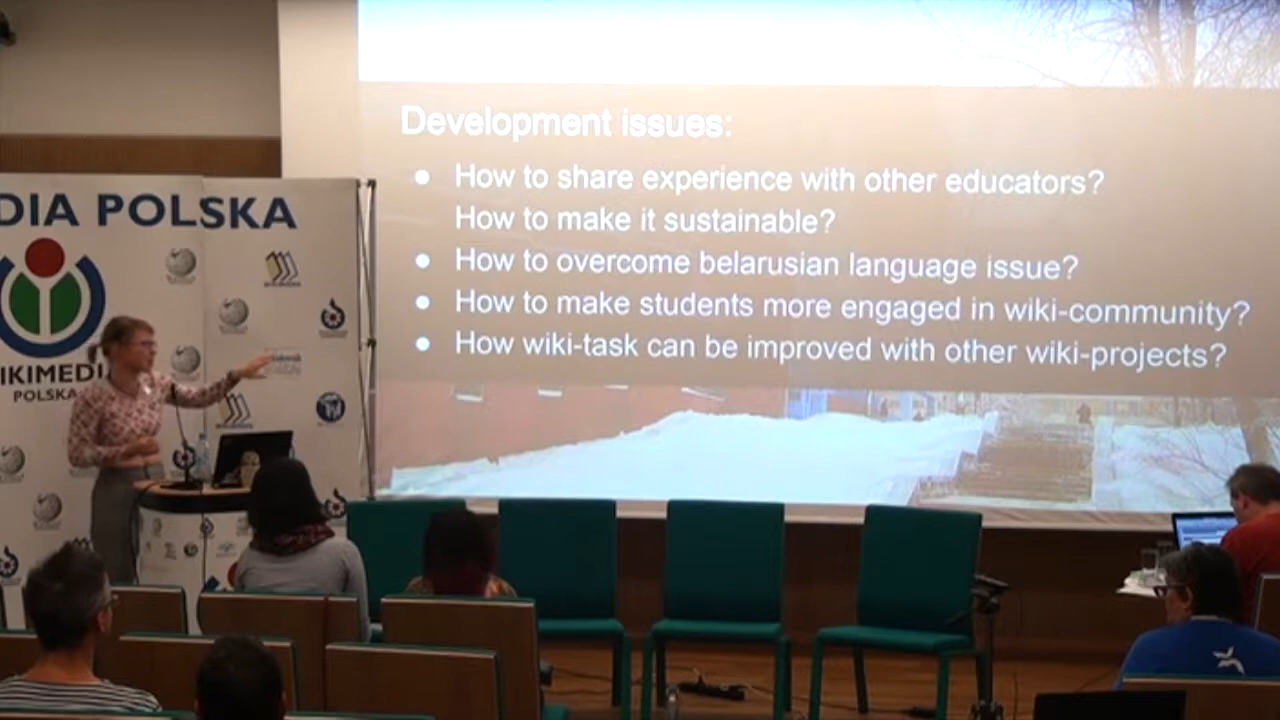 Development issues:
● How to share experience with other educators?
How to make it sustainable?
● How to overcome belarusian language issue?
● How to make students more engaged in wiki-community?
● How wiki-task can be improved with other wiki-projects?
DIA POLSKA
IKIMEDI
POLSKA